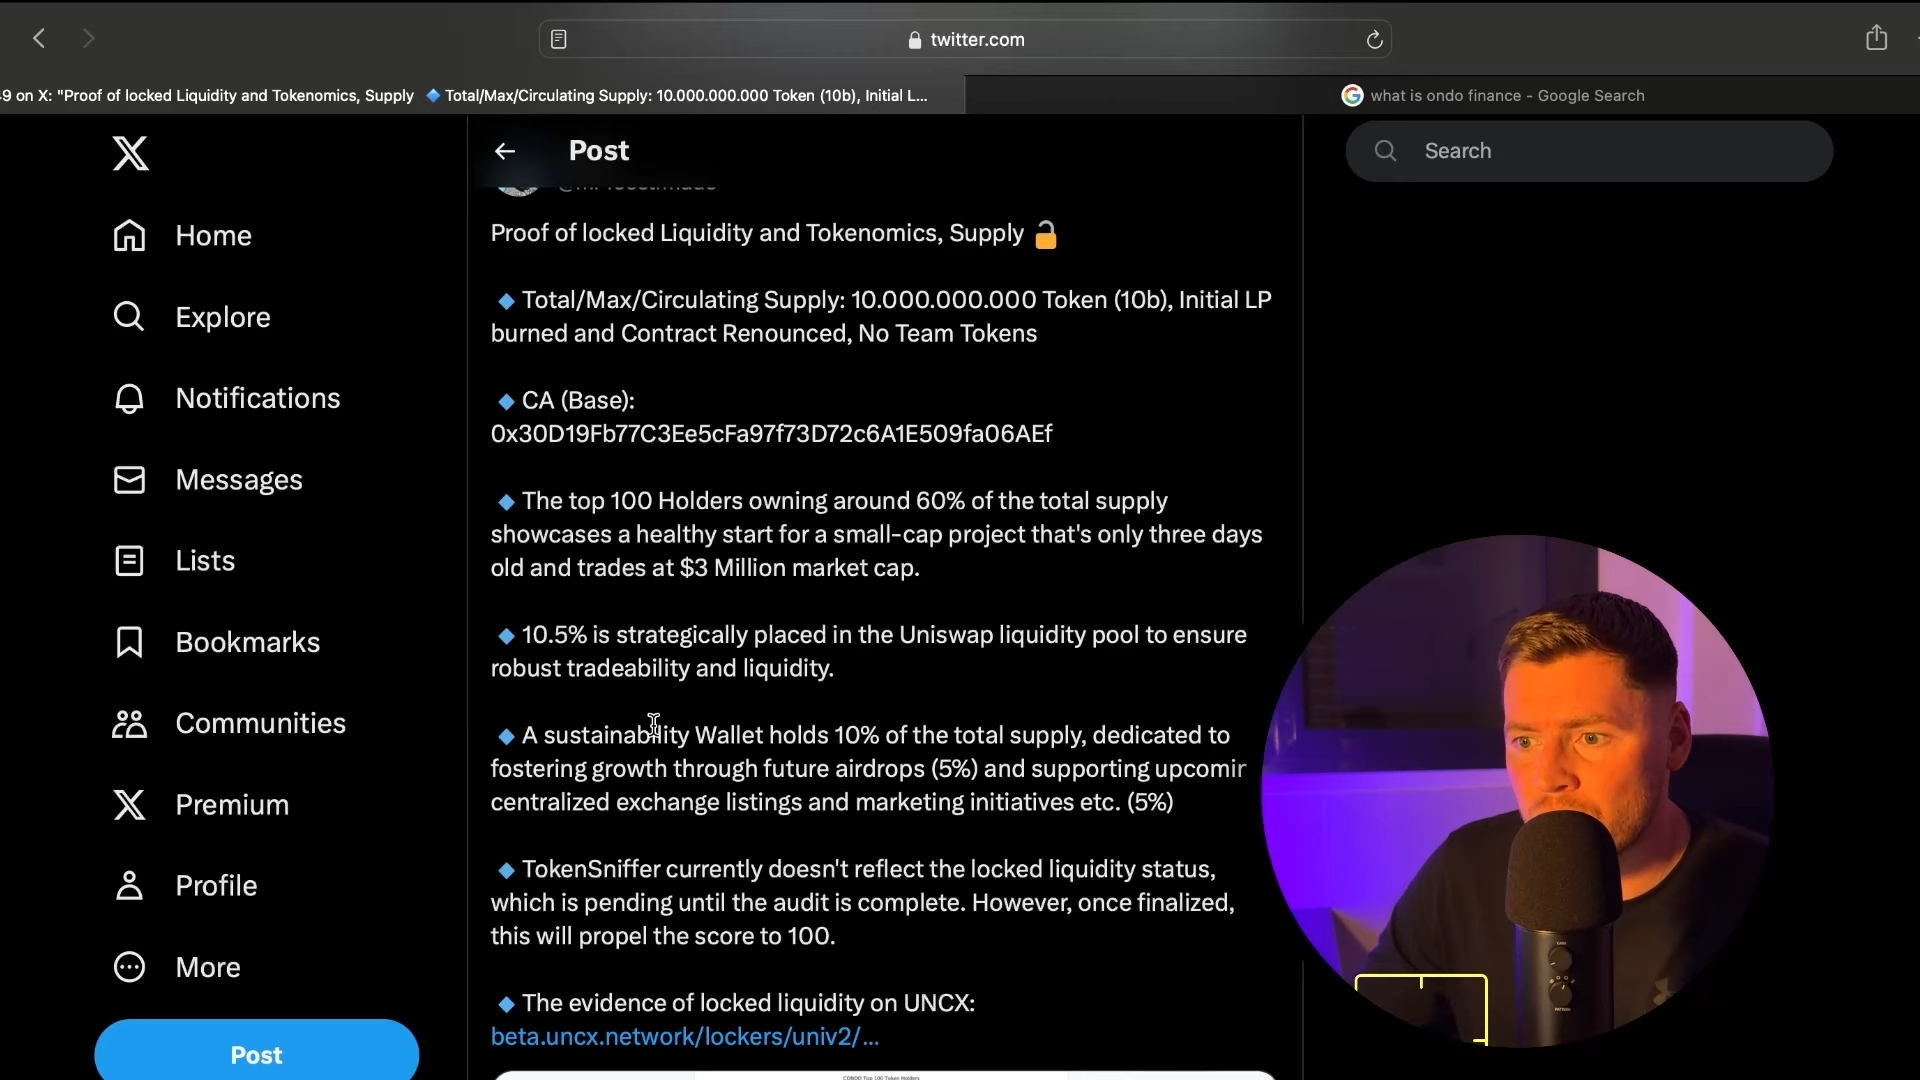 twitter.com
9 on X: "Proof of locked Liquidity and Tokenomics, Supply 🔷 Total/Max/Circulating Supply: 10.000.000.000 Token (10b), Initial L...
what is ondo finance - Google Search
Post
Search
Home
Explore
Notifications
Messages
Lists
Bookmarks
Communities
Premium
Profile
More
Post
Proof of locked Liquidity and Tokenomics, Supply 🔓
🔹Total/Max/Circulating Supply: 10.000.000.000 Token (10b), Initial LP
burned and Contract Renounced, No Team Tokens
🔹CA (Base):
0x30D19Fb77C3Ee5cFa97f73D72c6A1E509fa06AEf
🔹The top 100 Holders owning around 60% of the total supply
showcases a healthy start for a small-cap project that's only three days
old and trades at $3 Million market cap.
🔹10.5% is strategically placed in the Uniswap liquidity pool to ensure
robust tradeability and liquidity.
🔹A sustainability Wallet holds 10% of the total supply, dedicated to
fostering growth through future airdrops (5%) and supporting upcomin
centralized exchange listings and marketing initiatives etc. (5%)
🔹TokenSniffer currently doesn't reflect the locked liquidity status,
which is pending until the audit is complete. However, once finalized,
this will propel the score to 100.
🔹The evidence of locked liquidity on UNCX:
beta.uncx.network/lockers/univ2/...
CONDO Top 100 Token Holders